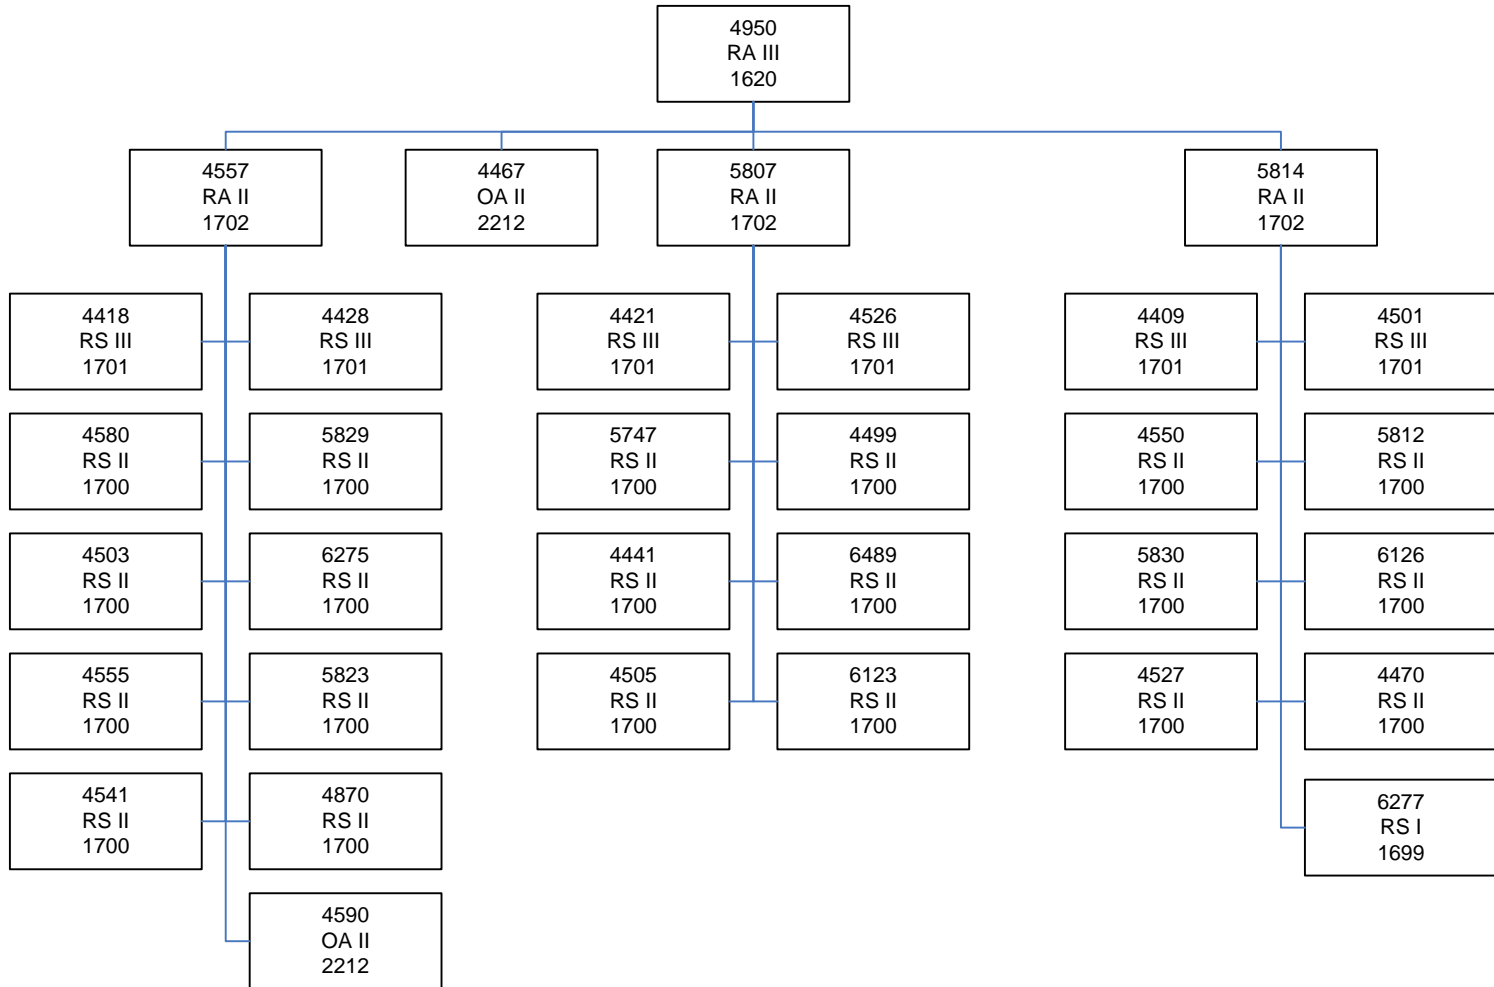 4950
RA III
1620
4557
RA II
1702
4467
OA II
2212
5807
RA II
1702
5814
RA II
1702
4418
RS III
1701
4428
RS III
1701
4421
RS III
1701
4526
RS III
1701
4409
RS III
1701
4501
RS III
1701
4580
RS II
1700
5829
RS II
1700
5747
RS II
1700
4499
RS II
1700
4550
RS II
1700
5812
RS II
1700
4503
RS II
1700
6275
RS II
1700
4441
RS II
1700
6489
RS II
1700
5830
RS II
1700
6126
RS II
1700
4555
RS II
1700
5823
RS II
1700
4505
RS II
1700
6123
RS II
1700
4527
RS II
1700
4470
RS II
1700
4541
RS II
1700
4870
RS II
1700
6277
RS I
1699
4590
OA II
2212